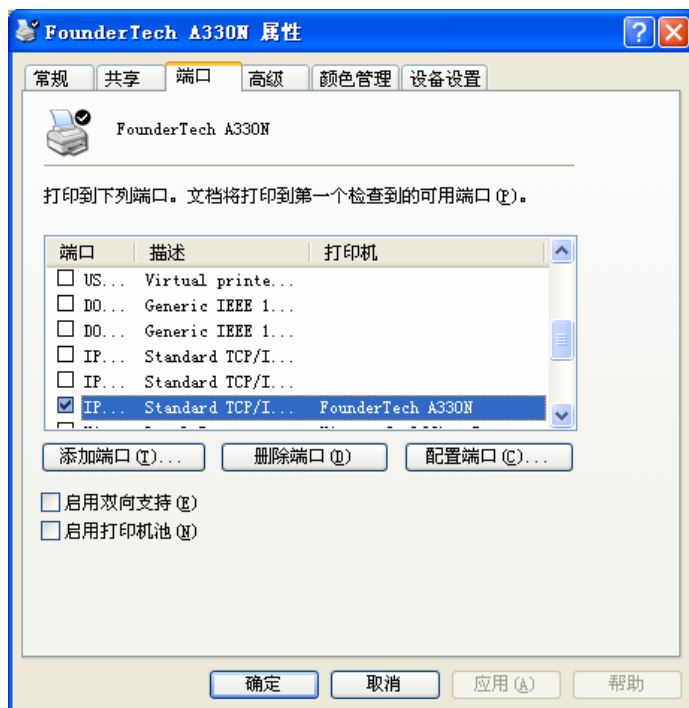 FounderTech A330N 属性
常规 共享 端口 高级 颜色管理 设备设置
FounderTech A330N
打印到下列端口。文档将打印到第一个检查到的可用端口(P)。
端口 描述 打印机
US... Virtual printe...
DO... Generic IEEE 1...
DO... Generic IEEE 1...
IP... Standard TCP/I...
IP... Standard TCP/I...
IP... Standard TCP/I... FounderTech A330N
添加端口(T)... 删除端口(D) 配置端口(C)...
启用双向支持(E)
启用打印机池(N)
确定 取消 应用(A) 帮助